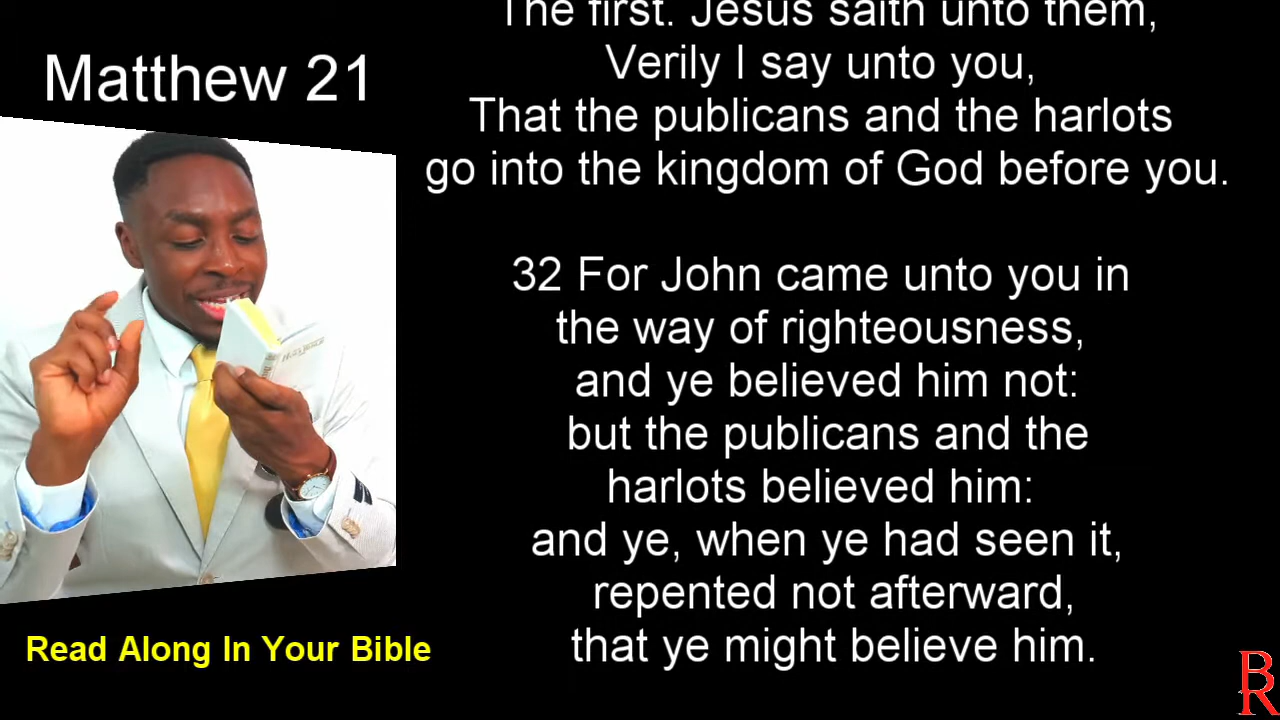 Matthew 21
The first. Jesus saith unto them,
Verily I say unto you,
That the publicans and the harlots
go into the kingdom of God before you.
32 For John came unto you in
the way of righteousness,
and ye believed him not:
but the publicans and the
harlots believed him:
and ye, when ye had seen it,
repented not afterward,
that ye might believe him.
Read Along In Your Bible
BR